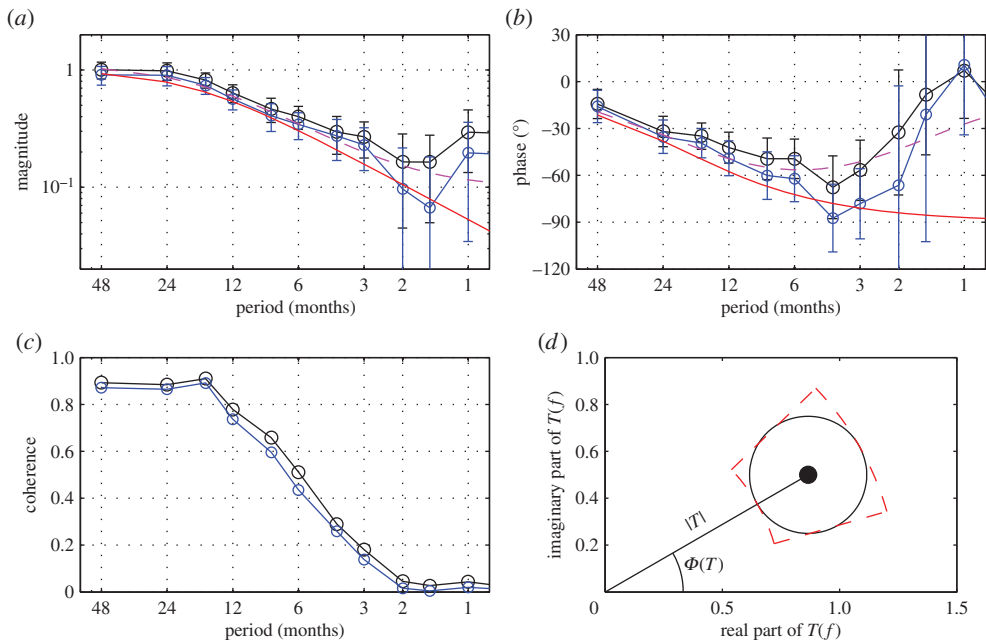 (a)
1
10⁻¹
magnitude
48 24 12 6 3 2 1
period (months)
(b)
30
0
−30
−60
−90
−120
phase (°)
48 24 12 6 3 2 1
period (months)
(c)
1.0
0.8
0.6
0.4
0.2
0
coherence
48 24 12 6 3 2 1
period (months)
(d)
1.0
0.8
0.6
0.4
0.2
imaginary part of T(f)
|T|
Φ(T)
0 0.5 1.0 1.5
real part of T(f)